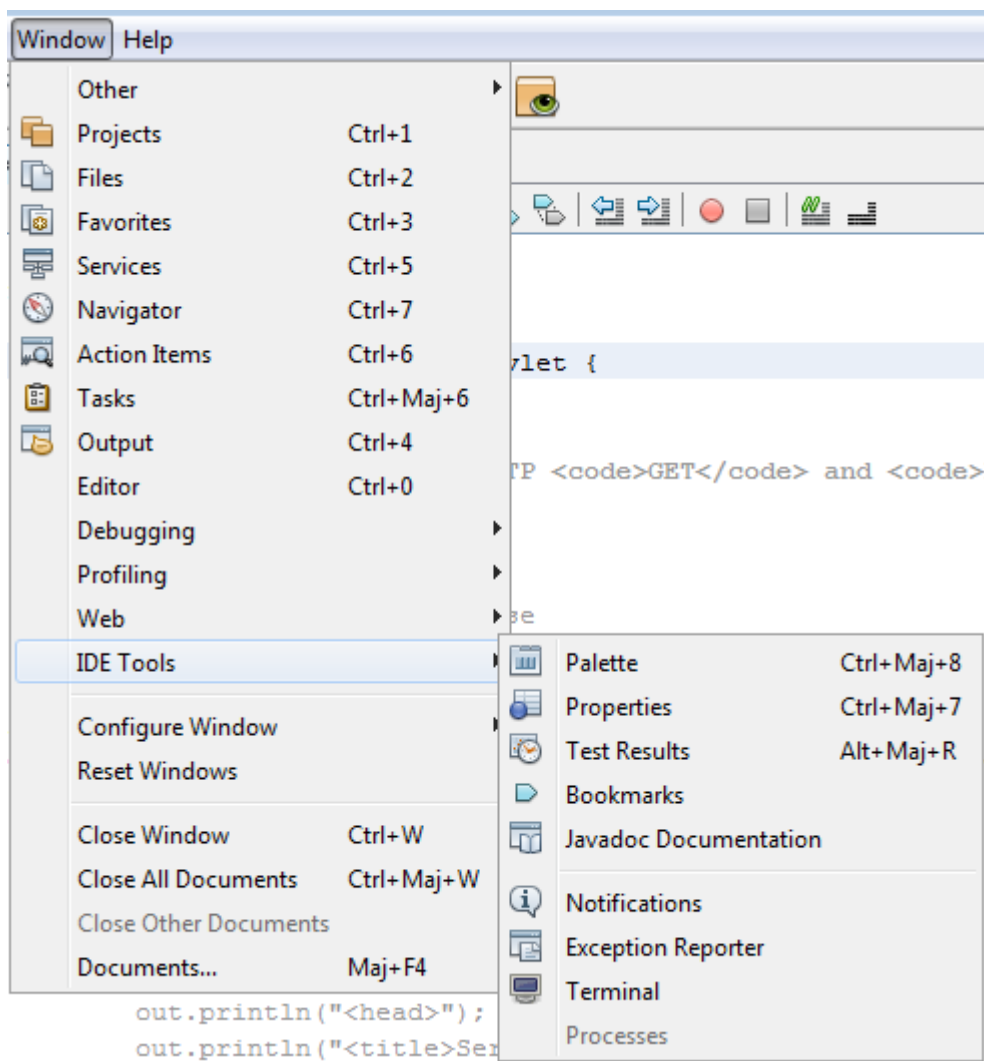 Window Help
Other
Projects Ctrl+1
Files Ctrl+2
Favorites Ctrl+3
Services Ctrl+5
Navigator Ctrl+7
Action Items Ctrl+6
Tasks Ctrl+Maj+6
Output Ctrl+4
Editor Ctrl+0
Debugging
Profiling
Web
IDE Tools
Configure Window
Reset Windows
Close Window Ctrl+W
Close All Documents Ctrl+Maj+W
Close Other Documents
Documents... Maj+F4
vlet {
TP <code>GET</code> and <code>
se
Palette Ctrl+Maj+8
Properties Ctrl+Maj+7
Test Results Alt+Maj+R
Bookmarks
Javadoc Documentation
Notifications
Exception Reporter
Terminal
Processes
out.println("<head>");
out.println("<title>Ser